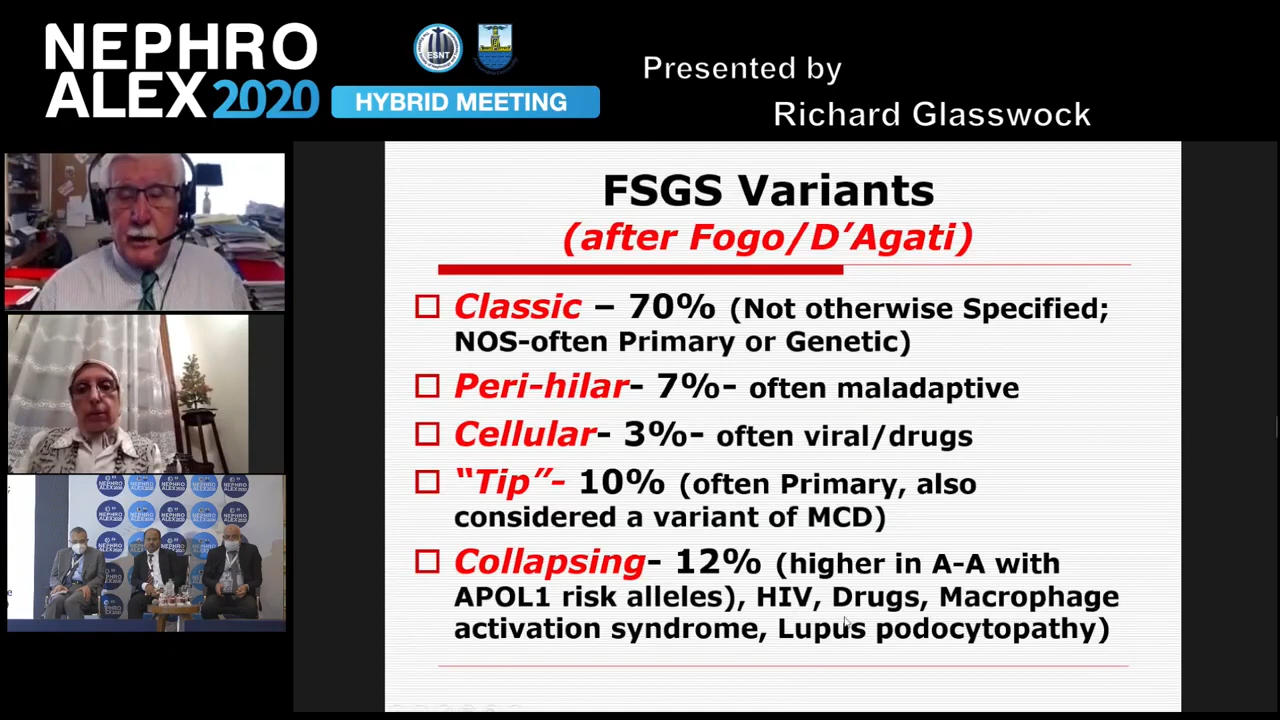 NEPHRO
ALEX2020
HYBRID MEETING
ESNT
Presented by
Richard Glasswock
FSGS Variants
(after Fogo/D’Agati)
Classic – 70% (Not otherwise Specified;
NOS-often Primary or Genetic)
Peri-hilar- 7%- often maladaptive
Cellular- 3%- often viral/drugs
“Tip”- 10% (often Primary, also
considered a variant of MCD)
Collapsing- 12% (higher in A-A with
APOL1 risk alleles), HIV, Drugs, Macrophage
activation syndrome, Lupus podocytopathy)